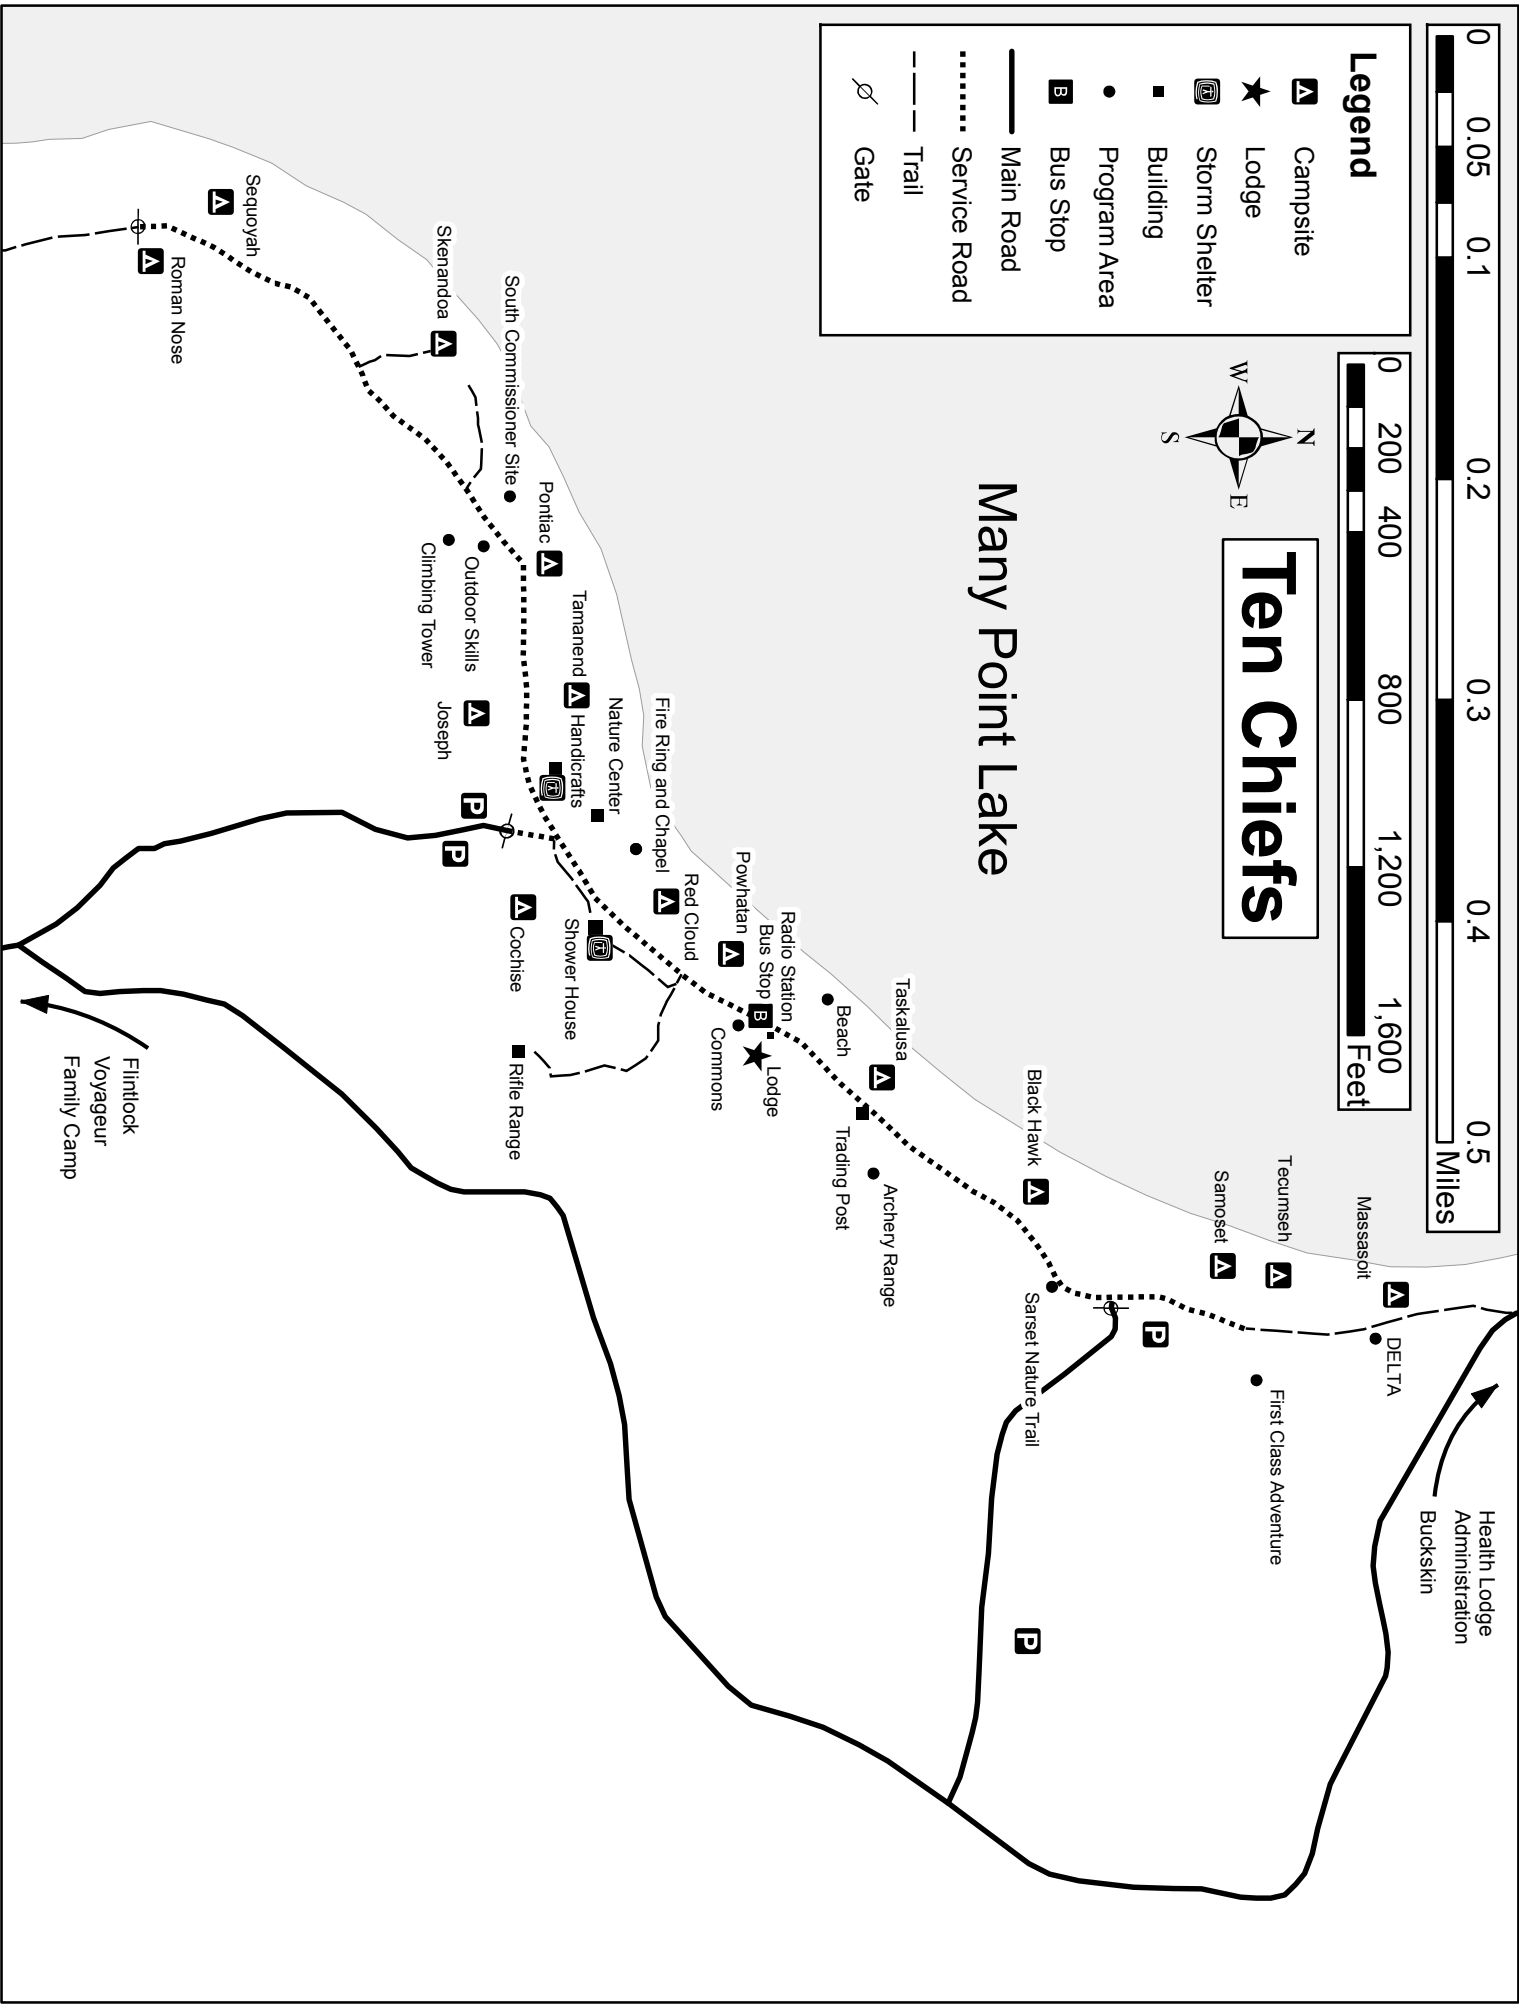 0 0.05 0.1 0.2 0.3 0.4 0.5
Miles
0 200 400 800 1,200 1,600
Feet
Legend
Campsite
Lodge
Storm Shelter
Building
Program Area
B Bus Stop
Main Road
Service Road
Trail
Gate
N
W
E
S
Ten Chiefs
Many Point Lake
Health Lodge
Administration
Buckskin
Massasoit
DELTA
Tecumseh
First Class Adventure
Samoset
P
Black Hawk
Sarset Nature Trail
P
Taskalusa
Archery Range
Beach
Trading Post
Radio Station
Bus Stop
B
Lodge
Powhatan
Commons
Red Cloud
Fire Ring and Chapel
Nature Center
Handicrafts
Tamanend
Shower House
Pontiac
Cochise
Rifle Range
South Commissioner Site
Outdoor Skills
Climbing Tower
Joseph
P
P
Skenandoa
Sequoyah
Roman Nose
Flintlock
Voyageur
Family Camp